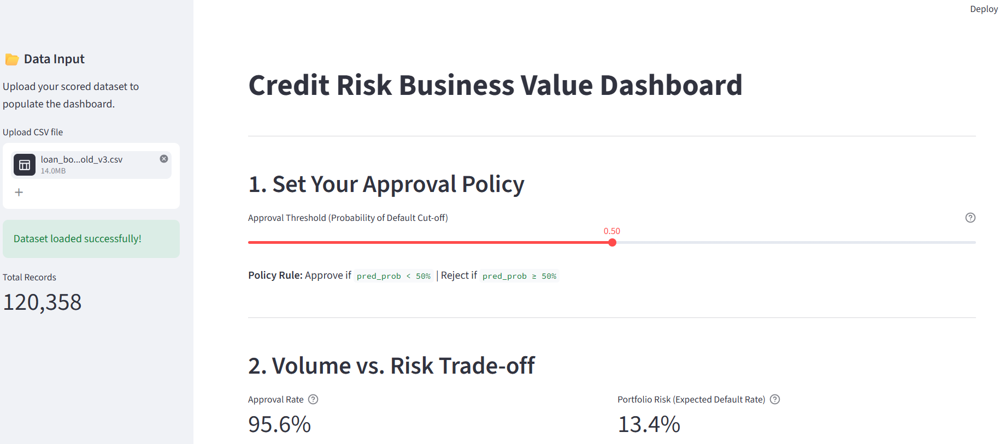 Deploy
Data Input
Upload your scored dataset to
populate the dashboard.
Upload CSV file
loan_bo...old_v3.csv
14.0MB
Dataset loaded successfully!
Total Records
120,358
Credit Risk Business Value Dashboard
1. Set Your Approval Policy
Approval Threshold (Probability of Default Cut-off)
0.50
Policy Rule: Approve if pred_prob < 50% | Reject if pred_prob ≥ 50%
2. Volume vs. Risk Trade-off
Approval Rate
95.6%
Portfolio Risk (Expected Default Rate)
13.4%